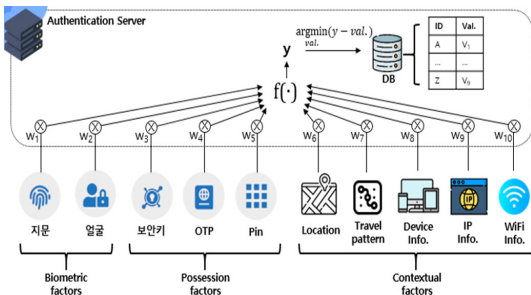 Authentication Server
argmin(y − val.)
val.
y
DB
ID Val.
A V₁
... ...
Z V₉
f(·)
w₁ w₂ w₃ w₄ w₅ w₆ w₇ w₈ w₉ w₁₀
IP
지문 얼굴 보안키 OTP Pin Location Travel pattern Device Info. IP Info. WiFi Info.
Biometric factors
Possession factors
Contextual factors